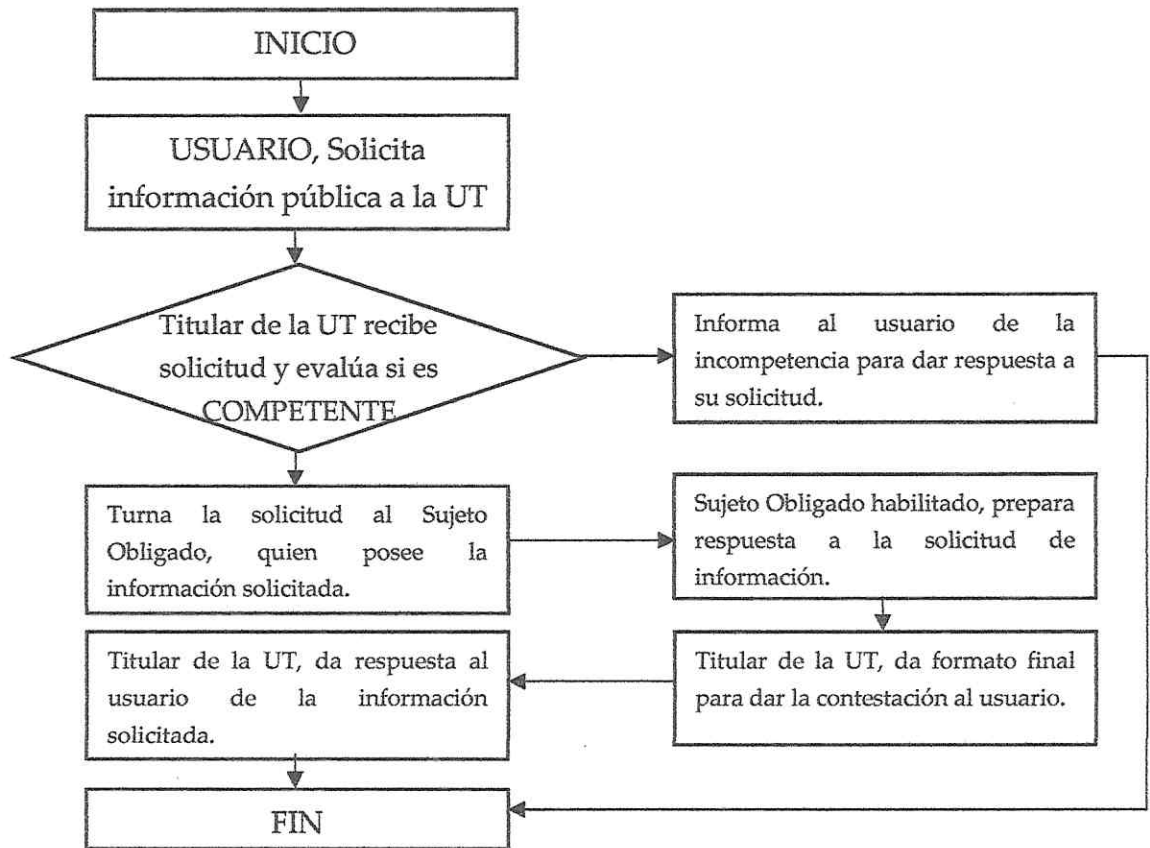 INICIO
USUARIO, Solicita
información pública a la UT
Titular de la UT recibe
solicitud y evalúa si es
COMPETENTE
Informa al usuario de la
incompetencia para dar respuesta a
su solicitud.
Turna la solicitud al Sujeto
Obligado, quien posee la
información solicitada.
Sujeto Obligado habilitado, prepara
respuesta a la solicitud de
información.
Titular de la UT, da formato final
para dar la contestación al usuario.
Titular de la UT, da respuesta al
usuario de la información
solicitada.
FIN